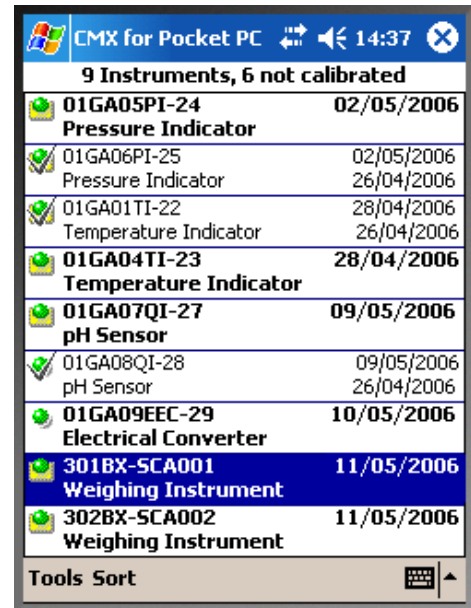 CMX for Pocket PC 14:37
9 Instruments, 6 not calibrated
01GA05PI-24 02/05/2006
Pressure Indicator
01GA06PI-25 02/05/2006
Pressure Indicator 26/04/2006
01GA01TI-22 28/04/2006
Temperature Indicator 26/04/2006
01GA04TI-23 28/04/2006
Temperature Indicator
01GA07QI-27 09/05/2006
pH Sensor
01GA08QI-28 09/05/2006
pH Sensor 26/04/2006
01GA09EEC-29 10/05/2006
Electrical Converter
301BX-SCA001 11/05/2006
Weighing Instrument
302BX-SCA002 11/05/2006
Weighing Instrument
Tools Sort